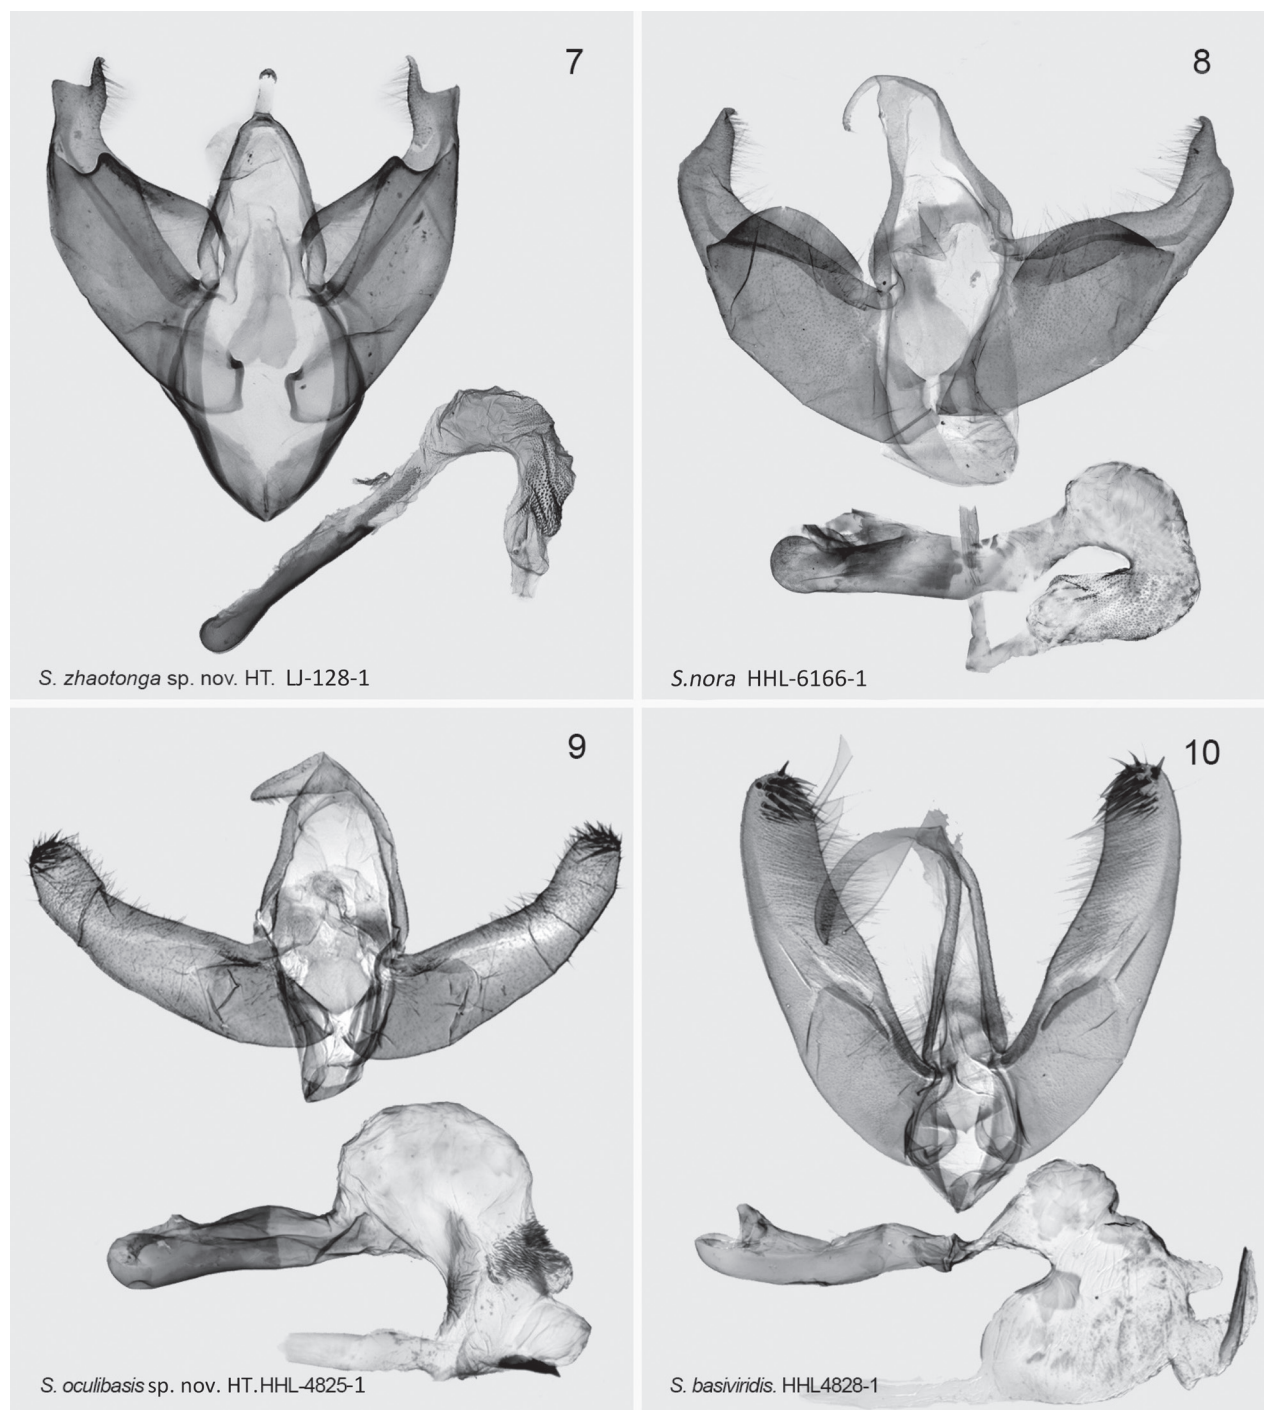 7
S. zhaotonga sp. nov. HT. LJ-128-1
8
S.nora HHL-6166-1
9
S. oculibasis sp. nov. HT.HHL-4825-1
10
S. basiviridis. HHL4828-1